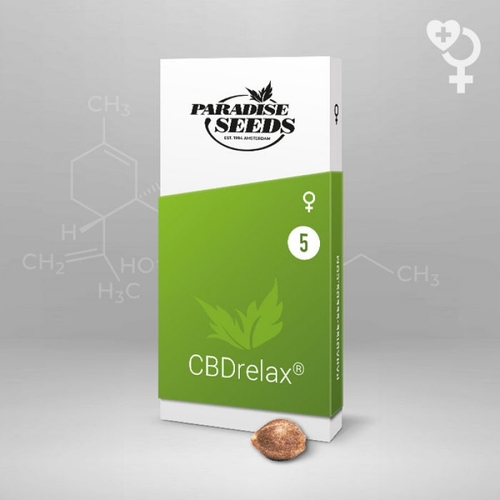 PARADISE
SEEDS
EST. 1994 AMSTERDAM
5
CBDrelax®
PARADISE-SEEDS.COM
CH₃
H
CH₂
HO
H₃C
CH₃